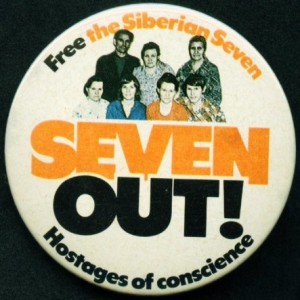 Free the Siberian Seven
SEVEN
OUT!
Hostages of conscience